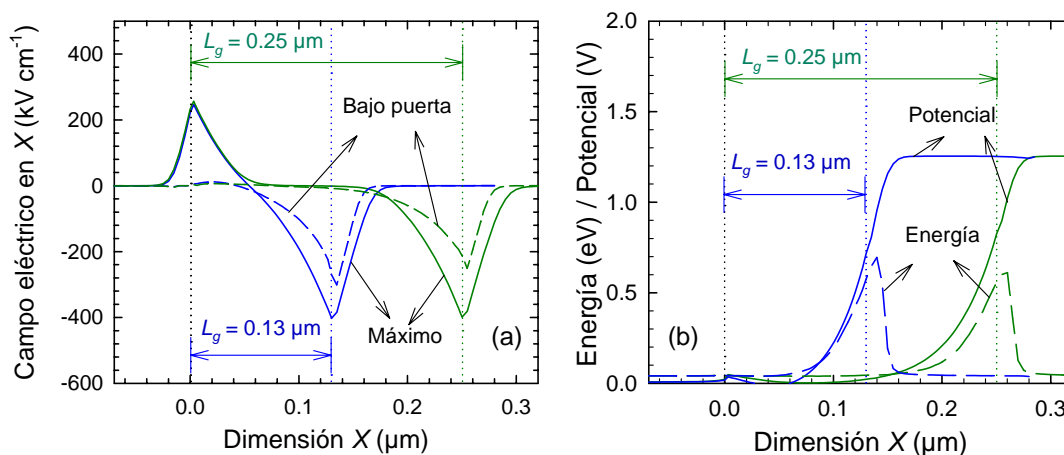 Campo eléctrico en X (kV cm-1)
400
200
0
-200
-400
-600
Lg = 0.25 µm
Bajo puerta
Máximo
Lg = 0.13 µm
(a)
0.0
0.1
0.2
0.3
Dimensión X (µm)
Energía (eV) / Potencial (V)
2.0
1.5
1.0
0.5
0.0
Lg = 0.25 µm
Potencial
Lg = 0.13 µm
Energía
(b)
0.0
0.1
0.2
0.3
Dimensión X (µm)